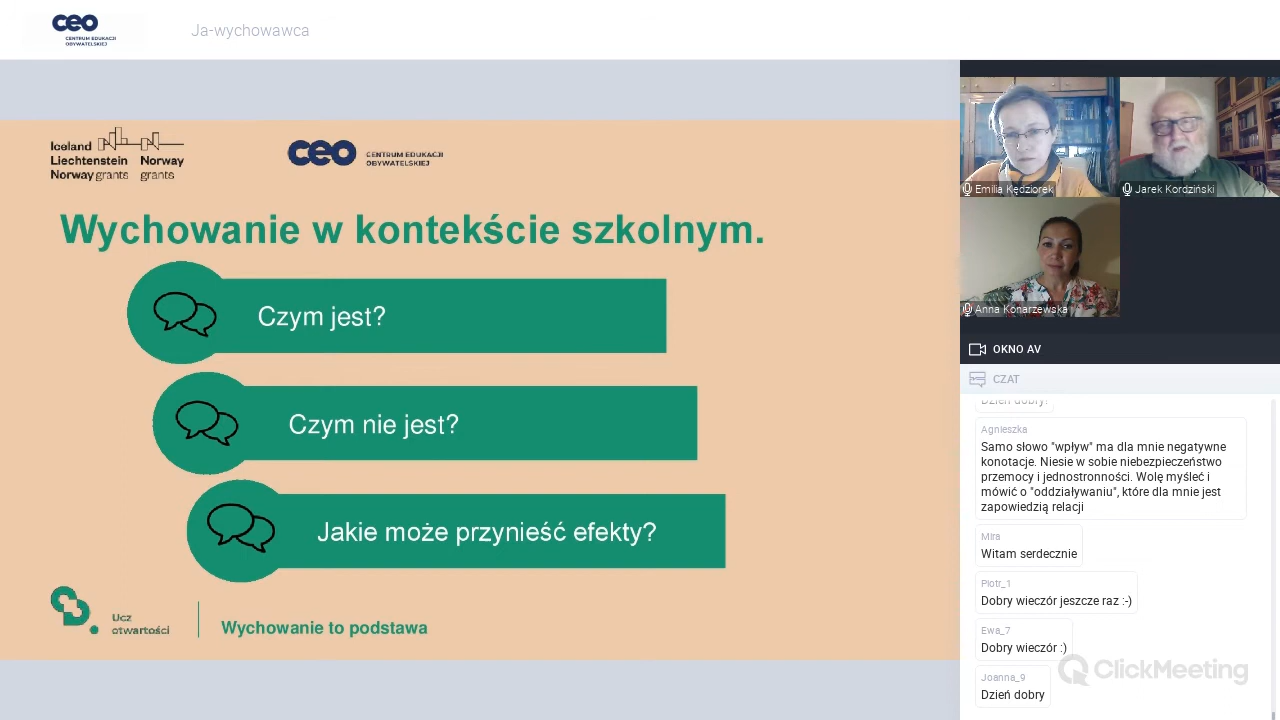 ceo
CENTRUM EDUKACJI
OBYWATELSKIEJ
Ja-wychowawca
Iceland
Liechtenstein
Norway grants
Norway
grants
ceo
CENTRUM EDUKACJI
OBYWATELSKIEJ
Wychowanie w kontekście szkolnym.
Czym jest?
Czym nie jest?
Jakie może przynieść efekty?
Ucz
otwartości
Wychowanie to podstawa
Emilia Kędziorek
Jarek Kordziński
Anna Konarzewska
OKNO AV
CZAT
Dzień dobry!
Agnieszka
Samo słowo "wpływ" ma dla mnie negatywne
konotacje. Niesie w sobie niebezpieczeństwo
przemocy i jednostronności. Wolę myśleć i
mówić o "oddziaływaniu", które dla mnie jest
zapowiedzią relacji
Mira
Witam serdecznie
Piotr_1
Dobry wieczór jeszcze raz :-)
Ewa_7
Dobry wieczór :)
Joanna_9
Dzień dobry
ClickMeeting